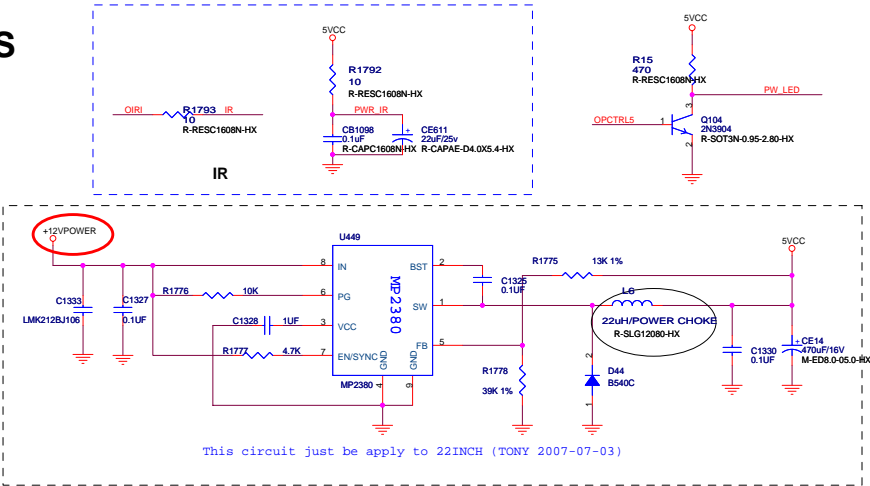 S
5VCC
R1792
10
R-RESC1608N-HX
OIRI
R1793
10
IR
R-RESC1608N-HX
PWR_IR
CB1098
0.1uF
R-CAPC1608N-HX
CE611
22uF/25v
R-CAPAE-D4.0X5.4-HX
IR
5VCC
R15
470
R-RESC1608N-HX
PW_LED
OPCTRL5
1
3
2
Q104
2N3904
R-SOT3N-0.95-2.80-HX
+12VPOWER
C1333
LMK212BJ106
C1327
0.1UF
R1776
10K
C1328
1UF
R1777
4.7K
U449
8
IN
6
PG
3
VCC
7
EN/SYNC
MP2380
BST
2
SW
1
FB
5
GND
4
GND
9
MP2380
C1325
0.1UF
R1775
13K 1%
R1778
39K 1%
L6
22uH/POWER CHOKE
R-SLG12080-HX
2
D44
B540C
1
5VCC
C1330
0.1UF
+
CE14
470uF/16V
M-ED8.0-05.0-HX
This circuit just be apply to 22INCH (TONY 2007-07-03)